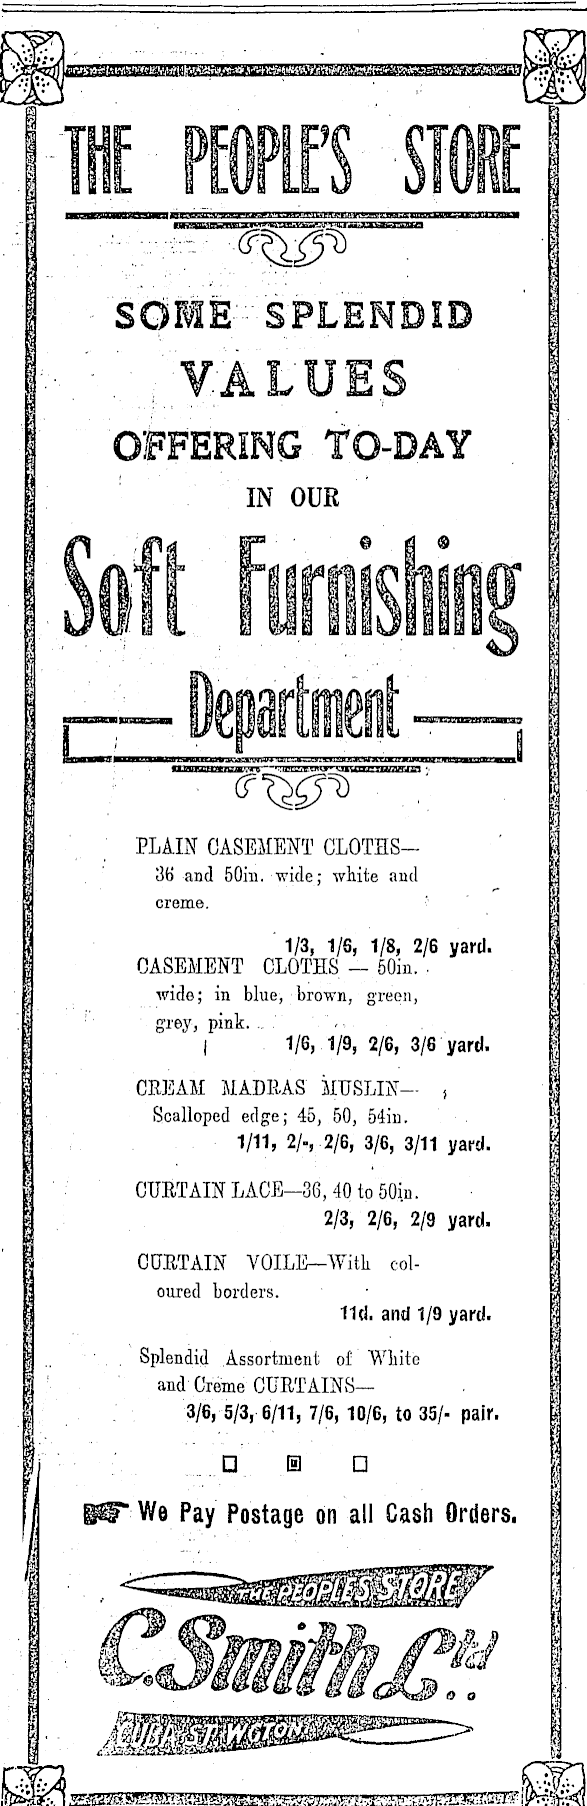 THE PEOPLE'S STORE
SOME SPLENDID
VALUES
OFFERING TO-DAY
IN OUR
Soft Furnishing
Department
PLAIN CASEMENT CLOTHS—
36 and 50in. wide; white and
creme.
1/3, 1/6, 1/8, 2/6 yard.
CASEMENT CLOTHS — 50in.
wide; in blue, brown, green,
grey, pink.
1/6, 1/9, 2/6, 3/6 yard.
CREAM MADRAS MUSLIN—
Scalloped edge; 45, 50, 54in.
1/11, 2/-, 2/6, 3/6, 3/11 yard.
CURTAIN LACE—36, 40 to 50in.
2/3, 2/6, 2/9 yard.
CURTAIN VOILE—With col-
oured borders.
11d. and 1/9 yard.
Splendid Assortment of White
and Creme CURTAINS—
3/6, 5/3, 6/11, 7/6, 10/6, to 35/- pair.
We Pay Postage on all Cash Orders.
THE PEOPLES STORE
C. Smith Ltd.
CUBA ST. WGTON